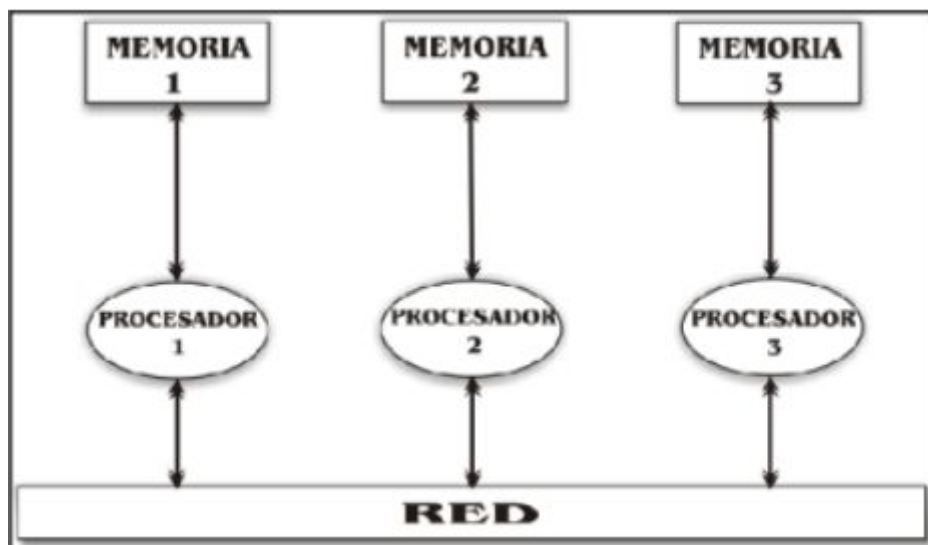 MEMORIA
1
MEMORIA
2
MEMORIA
3
PROCESADOR
1
PROCESADOR
2
PROCESADOR
3
RED